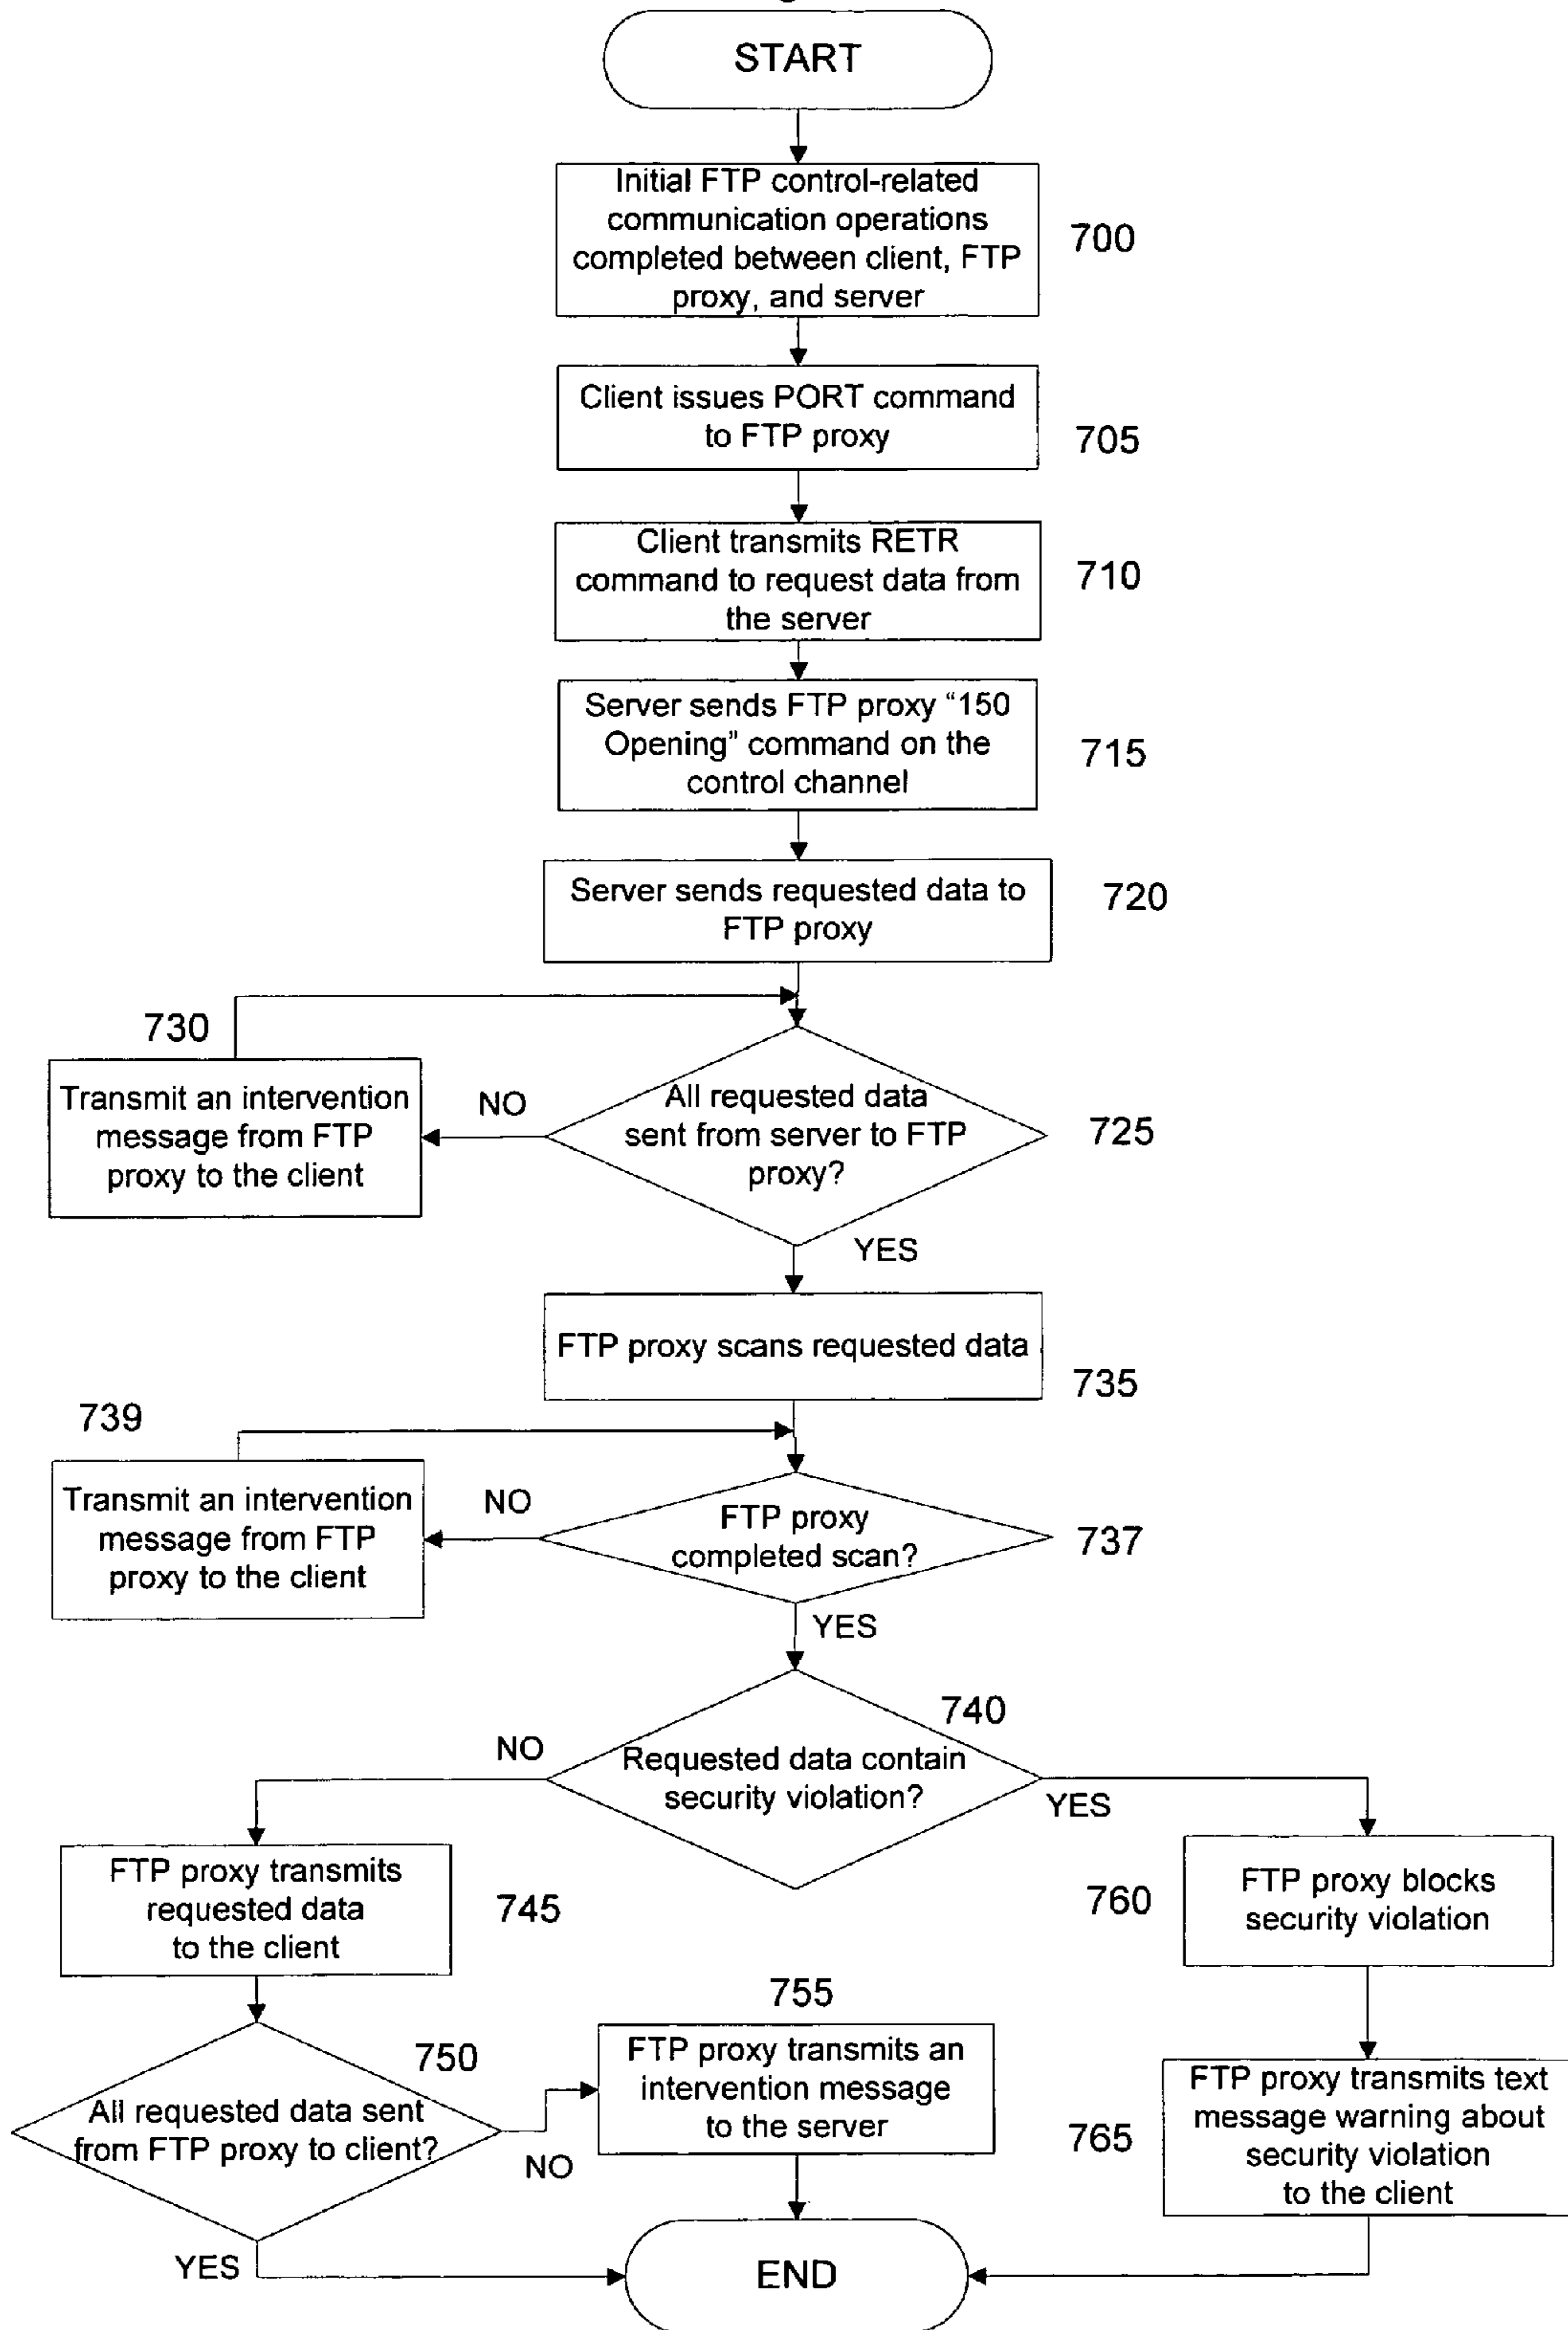 START
Initial FTP control-related
communication operations
completed between client, FTP
proxy, and server
700
Client issues PORT command
to FTP proxy
705
Client transmits RETR
command to request data from
the server
710
Server sends FTP proxy “150
Opening” command on the
control channel
715
Server sends requested data to
FTP proxy
720
730
Transmit an intervention
message from FTP
proxy to the client
NO
All requested data
sent from server to FTP
proxy?
725
YES
FTP proxy scans requested data
735
739
Transmit an intervention
message from FTP
proxy to the client
NO
FTP proxy
completed scan?
737
YES
740
NO
Requested data contain
security violation?
YES
FTP proxy transmits
requested data
to the client
745
760
FTP proxy blocks
security violation
750
All requested data sent
from FTP proxy to client?
NO
755
FTP proxy transmits an
intervention message
to the server
765
FTP proxy transmits text
message warning about
security violation
to the client
YES
END